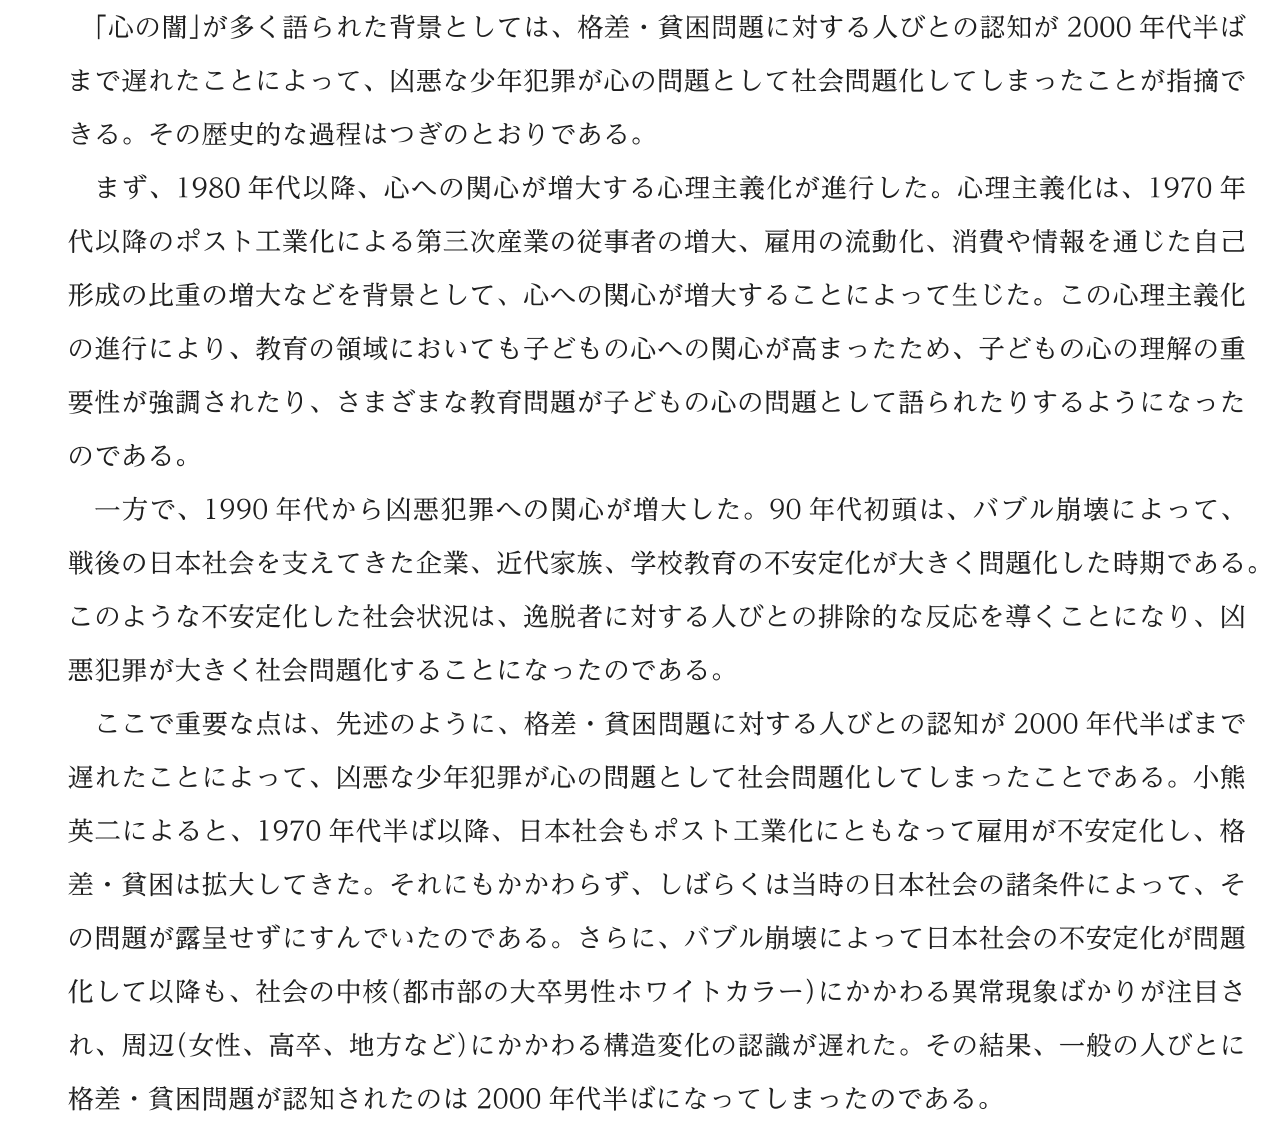 「心の闇」が多く語られた背景としては、格差・貧困問題に対する人びとの認知が 2000 年代半ば
まで遅れたことによって、凶悪な少年犯罪が心の問題として社会問題化してしまったことが指摘で
きる。その歴史的な過程はつぎのとおりである。
まず、1980 年代以降、心への関心が増大する心理主義化が進行した。心理主義化は、1970 年
代以降のポスト工業化による第三次産業の従事者の増大、雇用の流動化、消費や情報を通じた自己
形成の比重の増大などを背景として、心への関心が増大することによって生じた。この心理主義化
の進行により、教育の領域においても子どもの心への関心が高まったため、子どもの心の理解の重
要性が強調されたり、さまざまな教育問題が子どもの心の問題として語られたりするようになった
のである。
一方で、1990 年代から凶悪犯罪への関心が増大した。90 年代初頭は、バブル崩壊によって、
戦後の日本社会を支えてきた企業、近代家族、学校教育の不安定化が大きく問題化した時期である。
このような不安定化した社会状況は、逸脱者に対する人びとの排除的な反応を導くことになり、凶
悪犯罪が大きく社会問題化することになったのである。
ここで重要な点は、先述のように、格差・貧困問題に対する人びとの認知が 2000 年代半ばまで
遅れたことによって、凶悪な少年犯罪が心の問題として社会問題化してしまったことである。小熊
英二によると、1970 年代半ば以降、日本社会もポスト工業化にともなって雇用が不安定化し、格
差・貧困は拡大してきた。それにもかかわらず、しばらくは当時の日本社会の諸条件によって、そ
の問題が露呈せずにすんでいたのである。さらに、バブル崩壊によって日本社会の不安定化が問題
化して以降も、社会の中核(都市部の大卒男性ホワイトカラー)にかかわる異常現象ばかりが注目さ
れ、周辺(女性、高卒、地方など)にかかわる構造変化の認識が遅れた。その結果、一般の人びとに
格差・貧困問題が認知されたのは 2000 年代半ばになってしまったのである。